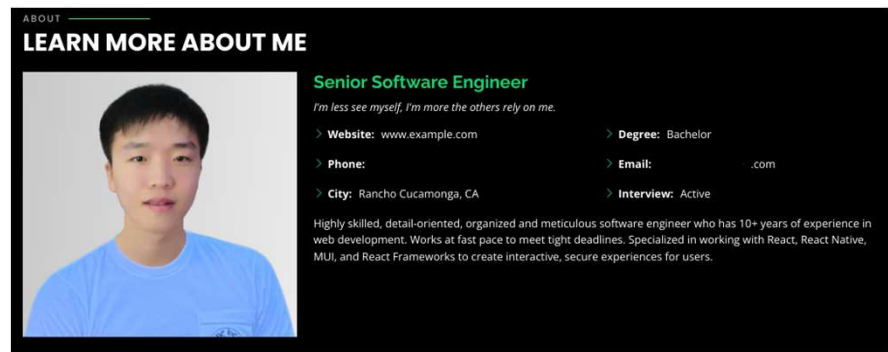 ABOUT
LEARN MORE ABOUT ME
Senior Software Engineer
I'm less see myself, I'm more the others rely on me.
Website: www.example.com
Degree: Bachelor
Phone:
Email: .com
City: Rancho Cucamonga, CA
Interview: Active
Highly skilled, detail-oriented, organized and meticulous software engineer who has 10+ years of experience in
web development. Works at fast pace to meet tight deadlines. Specialized in working with React, React Native,
MUI, and React Frameworks to create interactive, secure experiences for users.